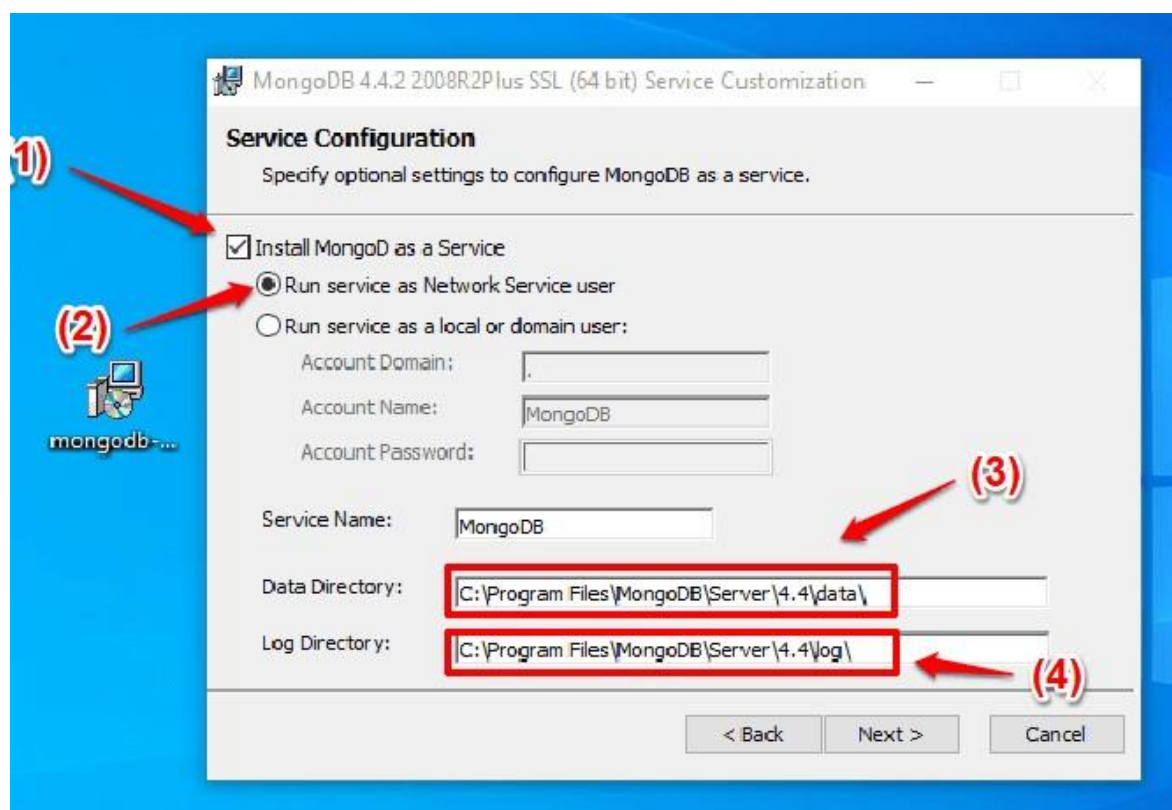 MongoDB 4.4.2 2008R2Plus SSL (64 bit) Service Customization
Service Configuration
Specify optional settings to configure MongoDB as a service.
(1)
Install MongoD as a Service
Run service as Network Service user
(2)
Run service as a local or domain user:
Account Domain: .
Account Name: MongoDB
mongodb-...
Account Password:
(3)
Service Name: MongoDB
Data Directory: C:\Program Files\MongoDB\Server\4.4\data\
Log Directory: C:\Program Files\MongoDB\Server\4.4\log\
(4)
< Back Next > Cancel